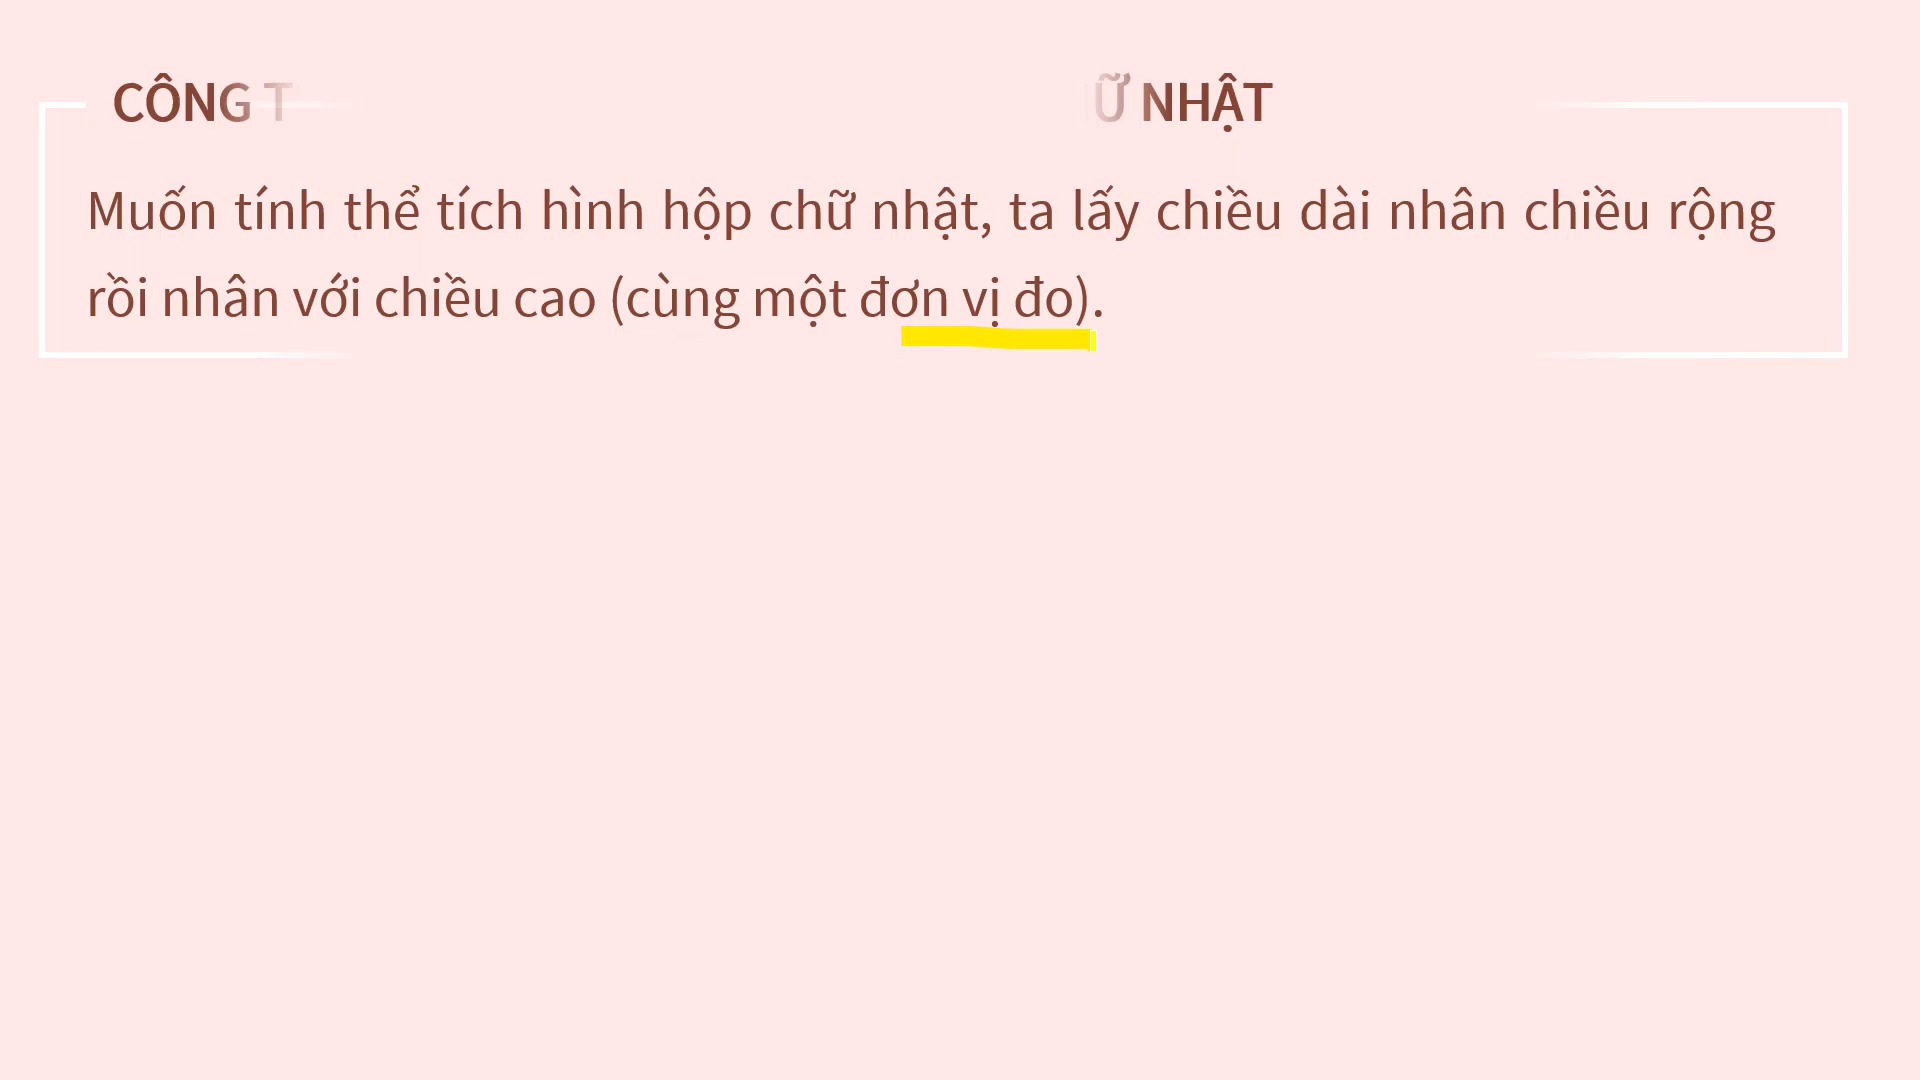 CÔNG T Ữ NHẬT
Muốn tính thể tích hình hộp chữ nhật, ta lấy chiều dài nhân chiều rộng
rồi nhân với chiều cao (cùng một đơn vị đo).